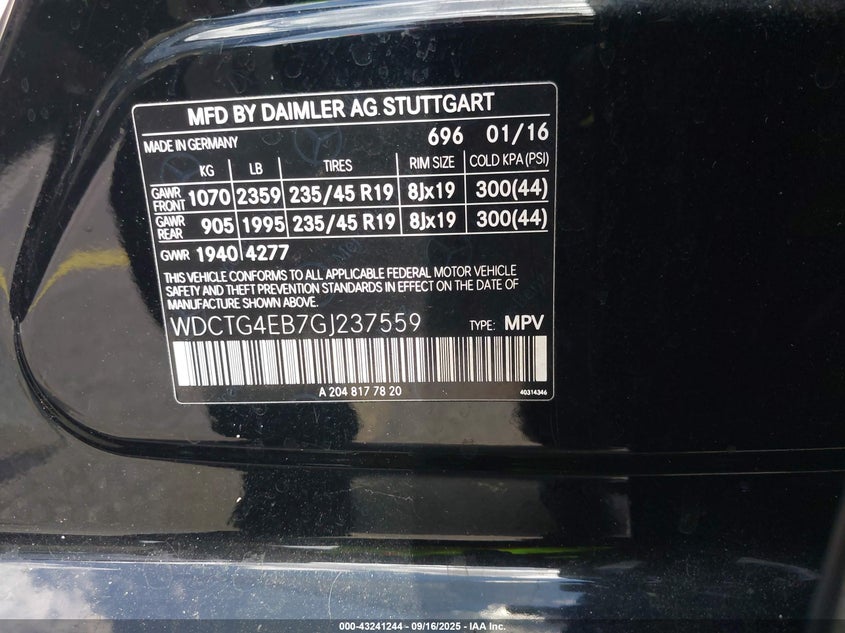 MFD BY DAIMLER AG STUTTGART
MADE IN GERMANY 696 01/16
KG LB TIRES RIM SIZE COLD KPA (PSI)
GAWR FRONT 1070 2359 235/45 R19 8Jx19 300(44)
GAWR REAR 905 1995 235/45 R19 8Jx19 300(44)
GVWR 1940 4277
THIS VEHICLE CONFORMS TO ALL APPLICABLE FEDERAL MOTOR VEHICLE
SAFETY AND THEFT PREVENTION STANDARDS IN EFFECT ON THE DATE OF
MANUFACTURE SHOWN ABOVE.
WDCTG4EB7GJ237559 TYPE: MPV
A 204 817 78 20 40314346
000-43241244 - 09/16/2025 - IAA Inc.